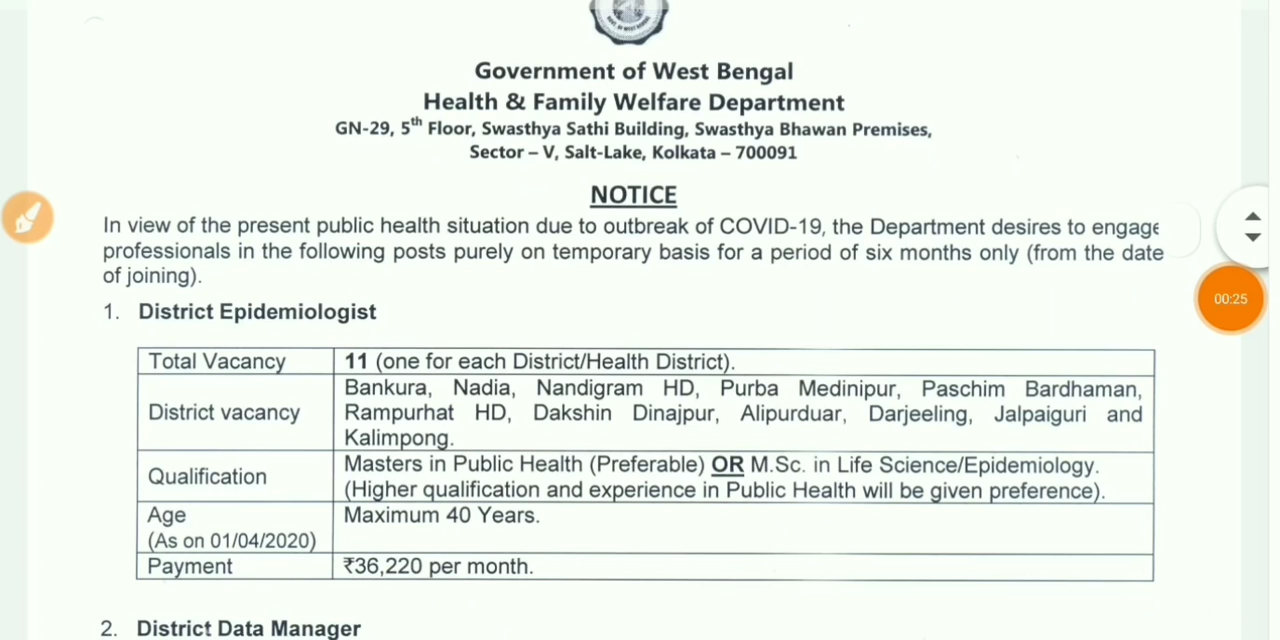 Government of West Bengal
Health & Family Welfare Department
GN-29, 5th Floor, Swasthya Sathi Building, Swasthya Bhawan Premises,
Sector – V, Salt-Lake, Kolkata – 700091
NOTICE
In view of the present public health situation due to outbreak of COVID-19, the Department desires to engage
professionals in the following posts purely on temporary basis for a period of six months only (from the date
of joining).
1. District Epidemiologist
Total Vacancy 11 (one for each District/Health District).
District vacancy Bankura, Nadia, Nandigram HD, Purba Medinipur, Paschim Bardhaman,
Rampurhat HD, Dakshin Dinajpur, Alipurduar, Darjeeling, Jalpaiguri and
Kalimpong.
Qualification Masters in Public Health (Preferable) OR M.Sc. in Life Science/Epidemiology.
(Higher qualification and experience in Public Health will be given preference).
Age Maximum 40 Years.
(As on 01/04/2020)
Payment ₹36,220 per month.
2. District Data Manager
00:25